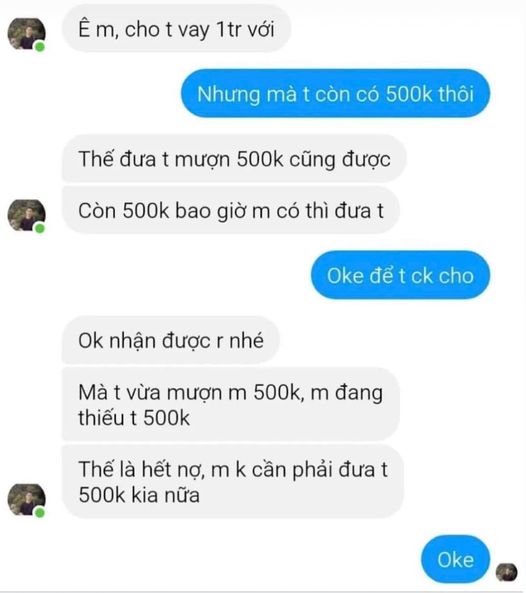 Ê m, cho t vay 1tr với
Nhưng mà t còn có 500k thôi
Thế đưa t mượn 500k cũng được
Còn 500k bao giờ m có thì đưa t
Oke để t ck cho
Ok nhận được r nhé
Mà t vừa mượn m 500k, m đang
thiếu t 500k
Thế là hết nợ, m k cần phải đưa t
500k kia nữa
Oke